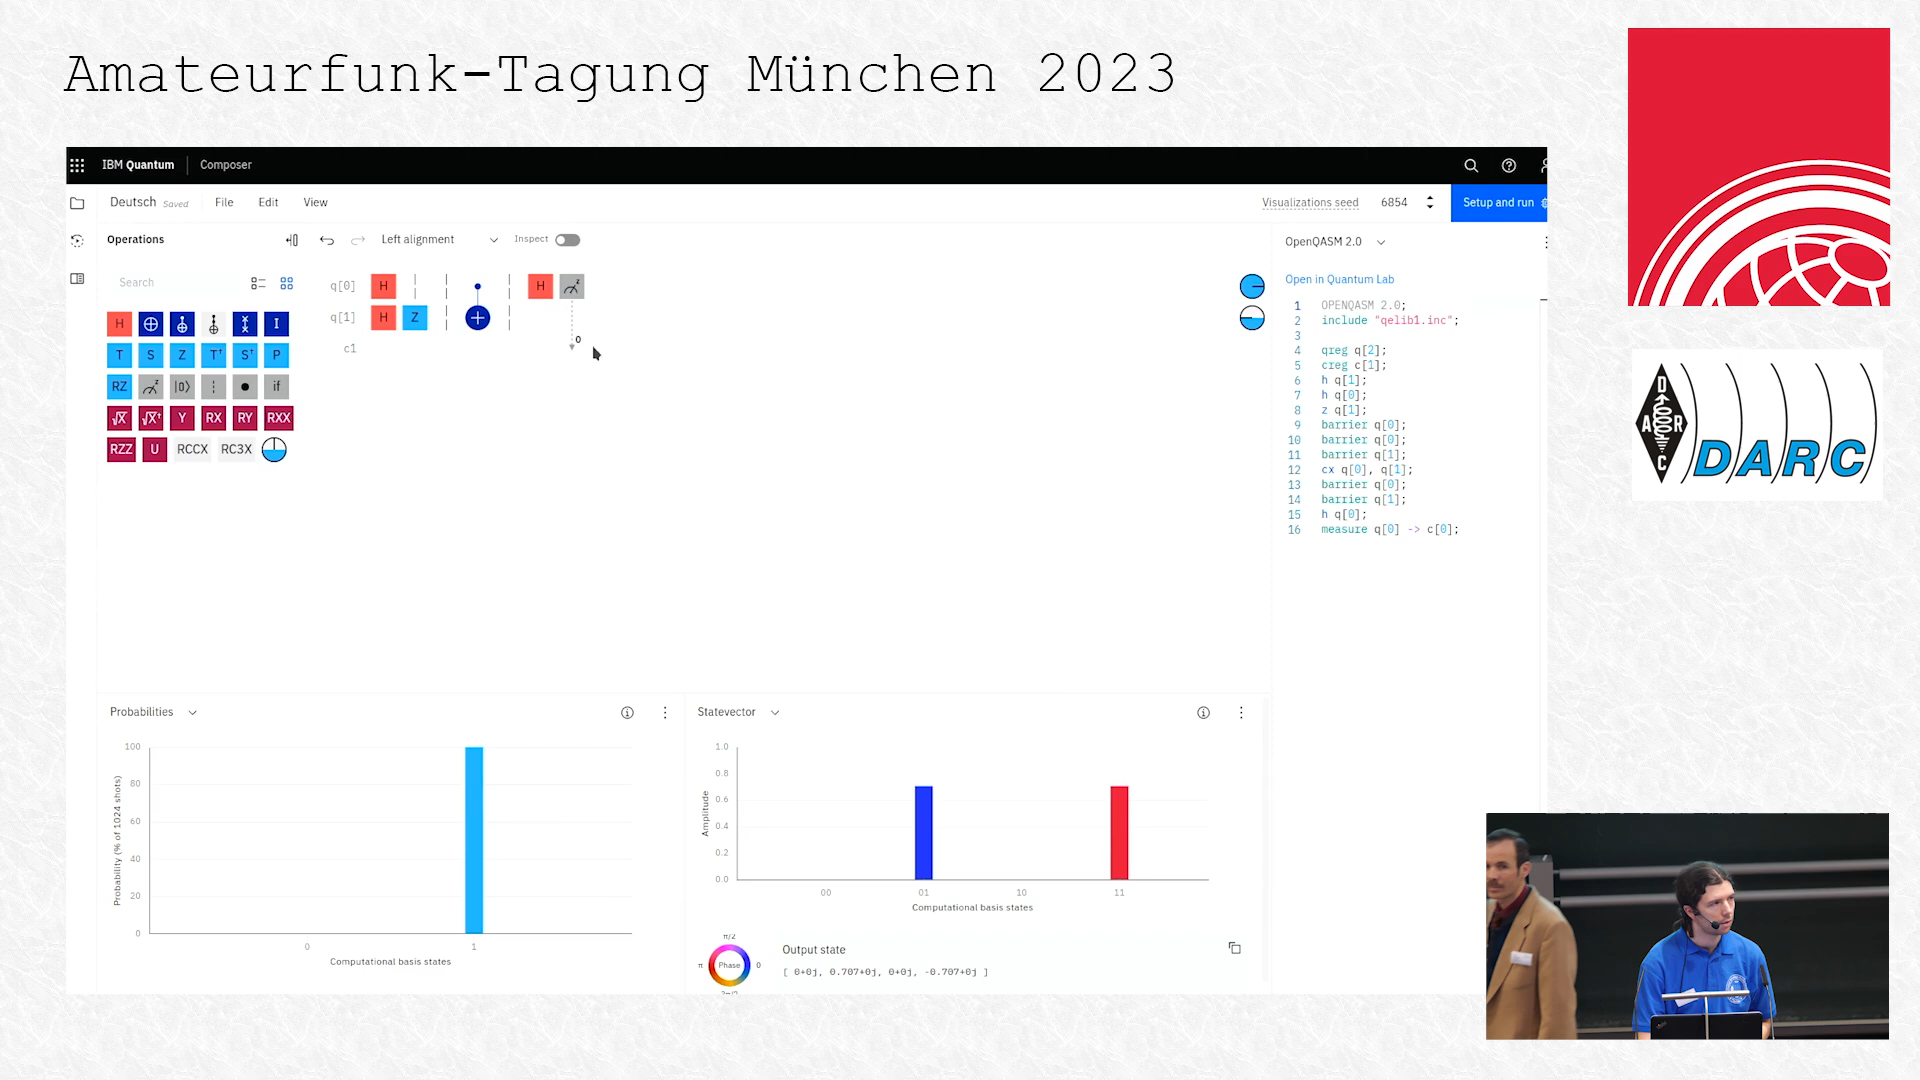 Amateurfunk-Tagung München 2023
IBM Quantum
Composer
Deutsch
Saved
File
Edit
View
Visualizations seed
6854
Setup and run
Operations
Left alignment
Inspect
OpenQASM 2.0
Search
Open in Quantum Lab
q[0] H H z
q[1] H Z
c1
0
H I
T S Z T† S† P
RZ z |0⟩ if
√X √X† Y RX RY RXX
RZZ U RCCX RC3X
1 OPENQASM 2.0;
2 include "qelib1.inc";
3
4 qreg q[2];
5 creg c[1];
6 h q[1];
7 h q[0];
8 z q[1];
9 barrier q[0];
10 barrier q[0];
11 barrier q[1];
12 cx q[0], q[1];
13 barrier q[0];
14 barrier q[1];
15 h q[0];
16 measure q[0] -> c[0];
DARC
DARC
Probabilities
Probability (% of 1024 shots)
100
80
60
40
20
0
0 1
Computational basis states
Statevector
Amplitude
1.0
0.8
0.6
0.4
0.2
0.0
00 01 10 11
Computational basis states
π/2
π Phase 0
Output state
[ 0+0j, 0.707+0j, 0+0j, -0.707+0j ]